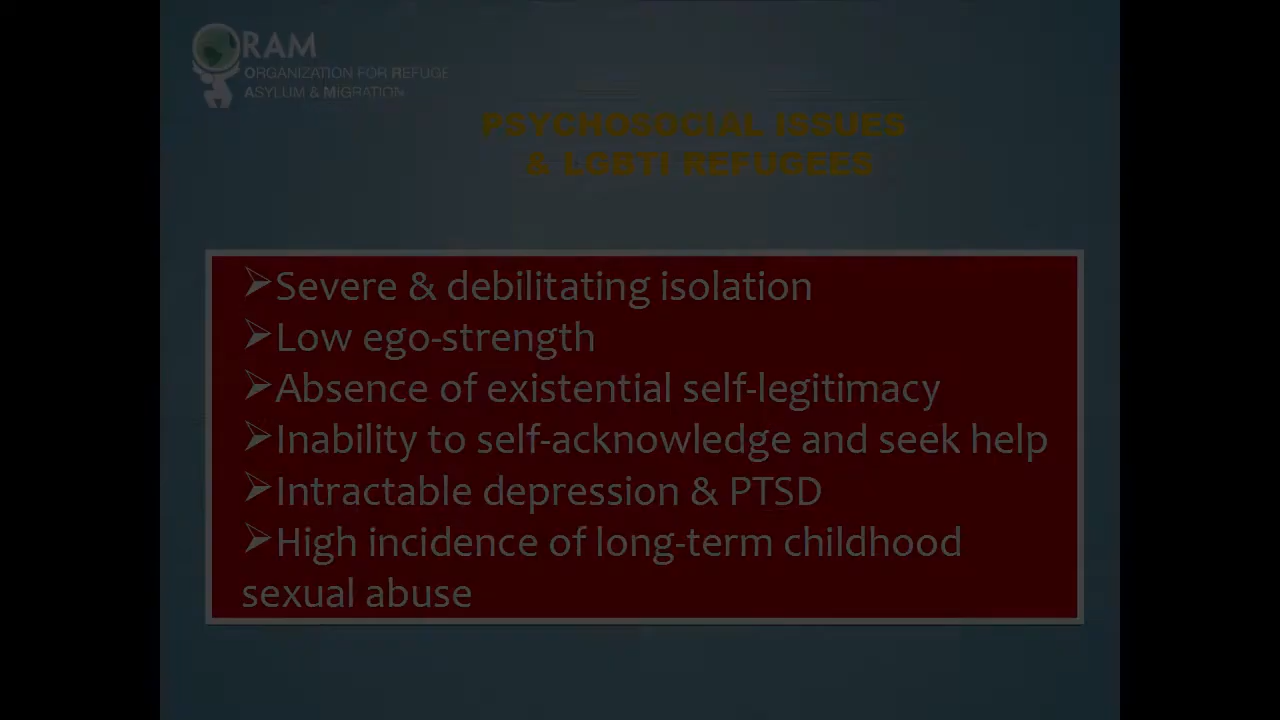 ORAM
ORGANIZATION FOR REFUGE
ASYLUM & MIGRATION
PSYCHOSOCIAL ISSUES
& LGBTI REFUGEES
➢Severe & debilitating isolation
➢Low ego-strength
➢Absence of existential self-legitimacy
➢Inability to self-acknowledge and seek help
➢Intractable depression & PTSD
➢High incidence of long-term childhood
sexual abuse